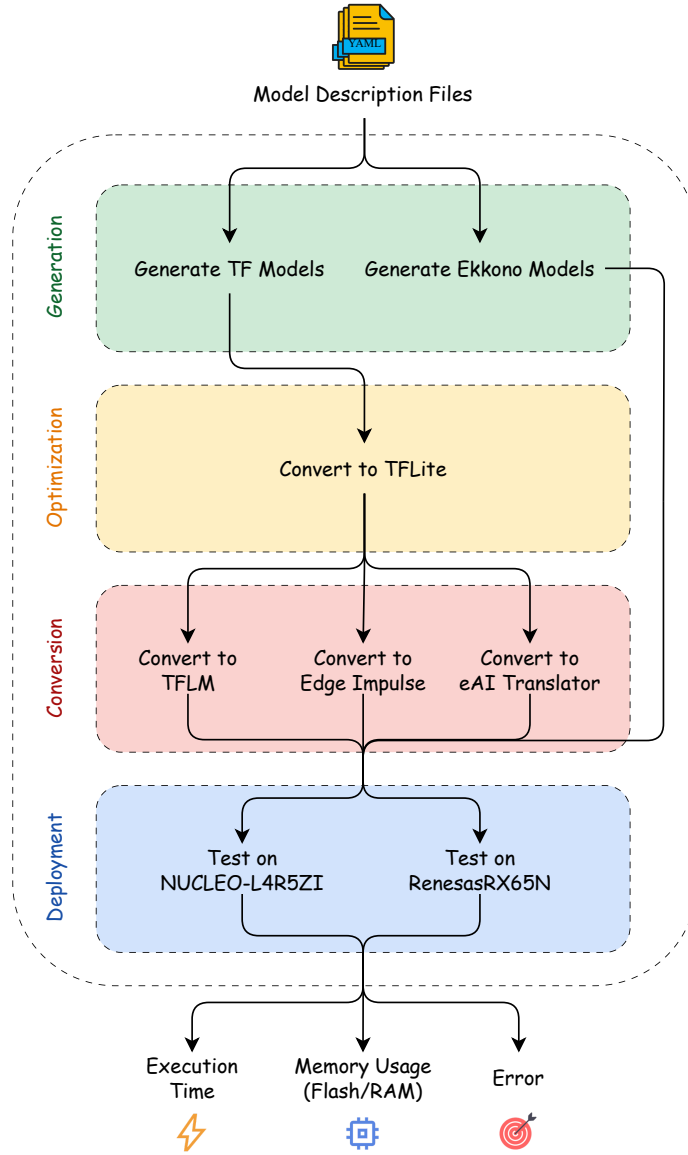 YAML
Model Description Files
Generation
Generate TF Models
Generate Ekkono Models
Optimization
Convert to TFLite
Conversion
Convert to
TFLM
Convert to
Edge Impulse
Convert to
eAI Translator
Deployment
Test on
NUCLEO-L4R5ZI
Test on
RenesasRX65N
Execution
Time
Memory Usage
(Flash/RAM)
Error